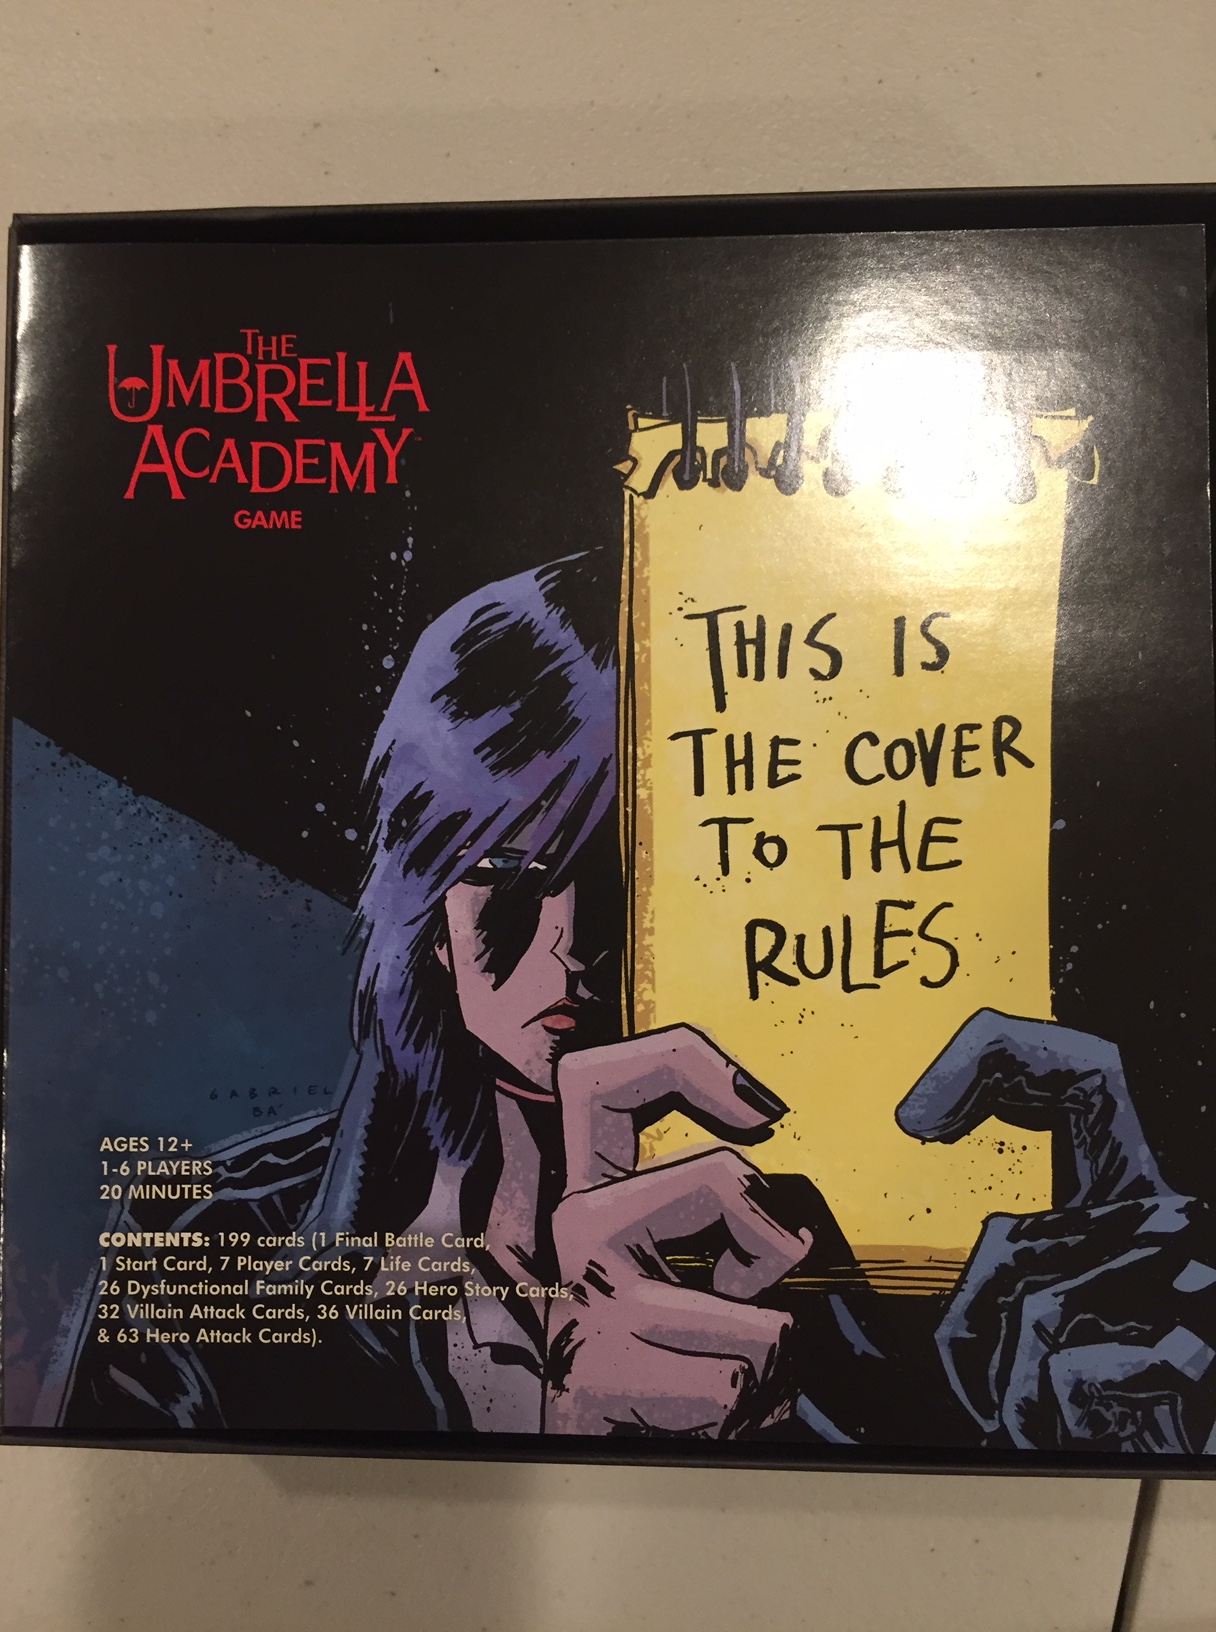 THE
UMBRELLA
ACADEMY™
GAME
THIS IS
THE COVER
TO THE
RULES
GABRIEL
BÁ
AGES 12+
1-6 PLAYERS
20 MINUTES
CONTENTS: 199 cards (1 Final Battle Card,
1 Start Card, 7 Player Cards, 7 Life Cards,
26 Dysfunctional Family Cards, 26 Hero Story Cards,
32 Villain Attack Cards, 36 Villain Cards,
& 63 Hero Attack Cards).